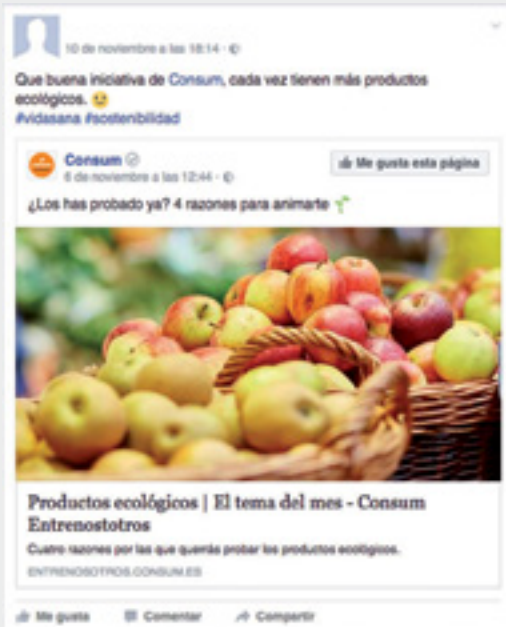 10 de noviembre a las 18:14
Que buena iniciativa de Consum, cada vez tienen más productos
ecológicos.
#vidasana #sostenibilidad
Consum
Me gusta esta página
6 de noviembre a las 12:44
¿Los has probado ya? 4 razones para animarte
Productos ecológicos | El tema del mes - Consum
Entrenostotros
Cuatro razones por las que querrás probar los productos ecológicos.
ENTRENOSOTROS.CONSUM.ES
Me gusta Comentar Compartir